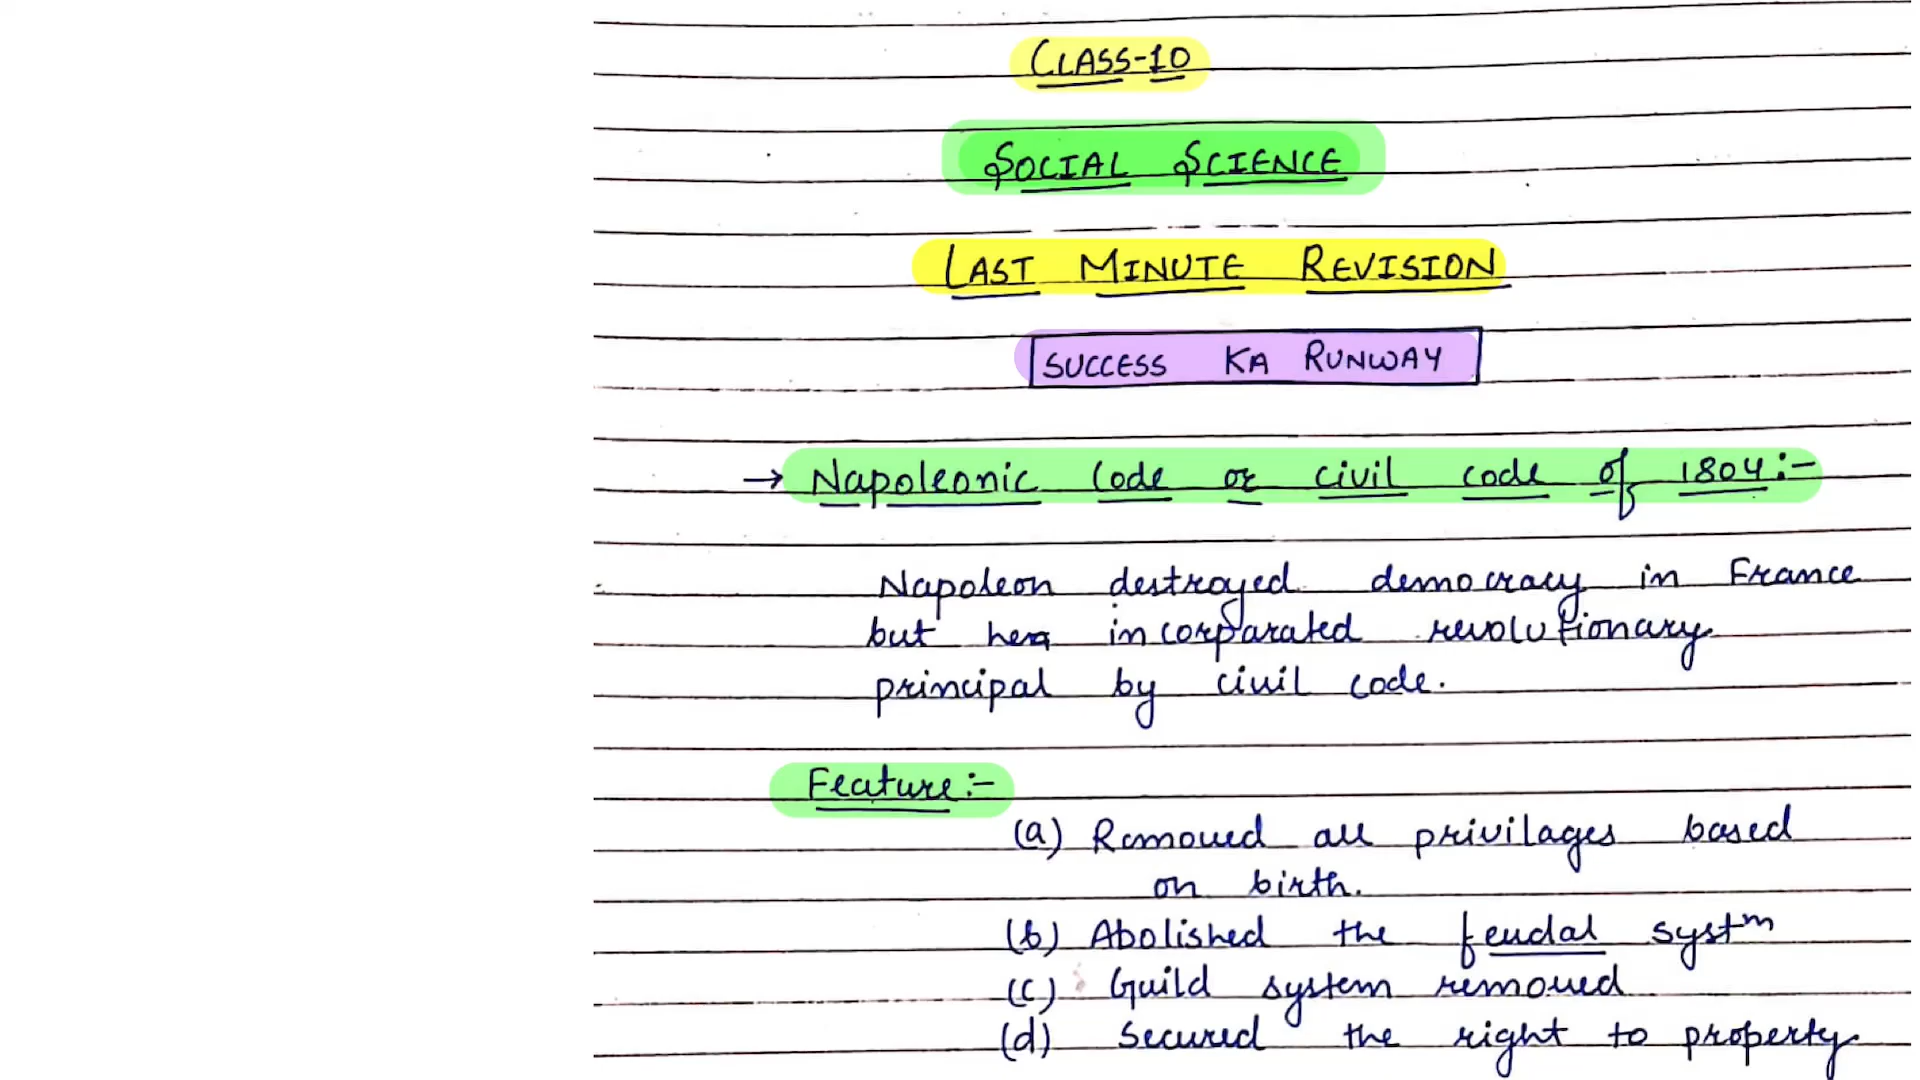 CLASS-10
SOCIAL SCIENCE
LAST MINUTE REVISION
SUCCESS KA RUNWAY
→ Napoleonic Code or civil code of 1804:-
Napoleon destroyed democracy in France
but he incorparated revolutionary
principal by civil code.
Feature:-
(a) Removed all privilages based
on birth.
(b) Abolished the feudal systm
(c) Guild system removed
(d) Secured the right to property